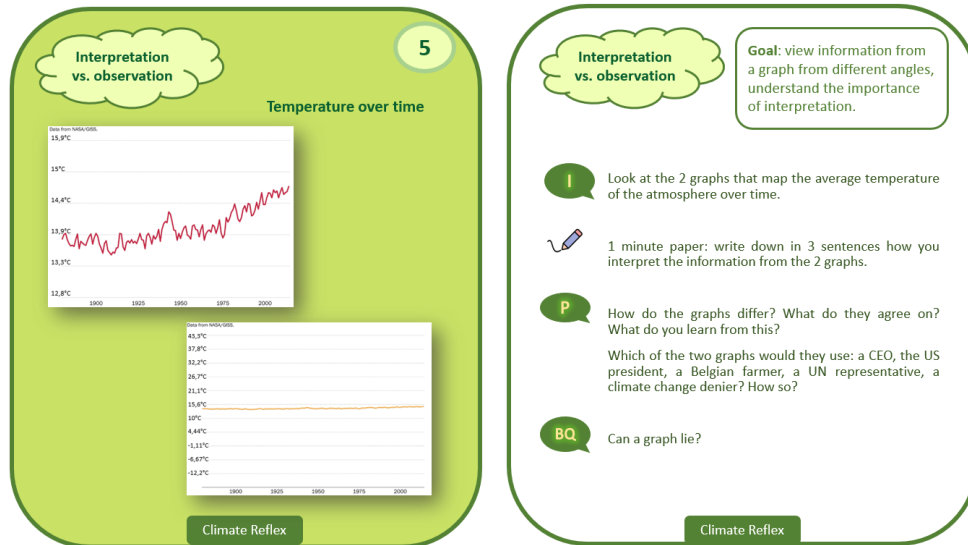 Interpretation
vs. observation
5
Temperature over time
Data from NASA/GISS.
15,9°C
15°C
14,4°C
13,9°C
13,3°C
12,8°C
1900 1925 1950 1975 2000
Data from NASA/GISS.
43,3°C
37,8°C
32,2°C
26,7°C
21,1°C
15,6°C
10°C
4,44°C
-1,11°C
-6,67°C
-12,2°C
1900 1925 1950 1975 2000
Climate Reflex
Interpretation
vs. observation
Goal: view information from
a graph from different angles,
understand the importance
of interpretation.
I
Look at the 2 graphs that map the average temperature
of the atmosphere over time.
1 minute paper: write down in 3 sentences how you
interpret the information from the 2 graphs.
P
How do the graphs differ? What do they agree on?
What do you learn from this?
Which of the two graphs would they use: a CEO, the US
president, a Belgian farmer, a UN representative, a
climate change denier? How so?
BQ
Can a graph lie?
Climate Reflex